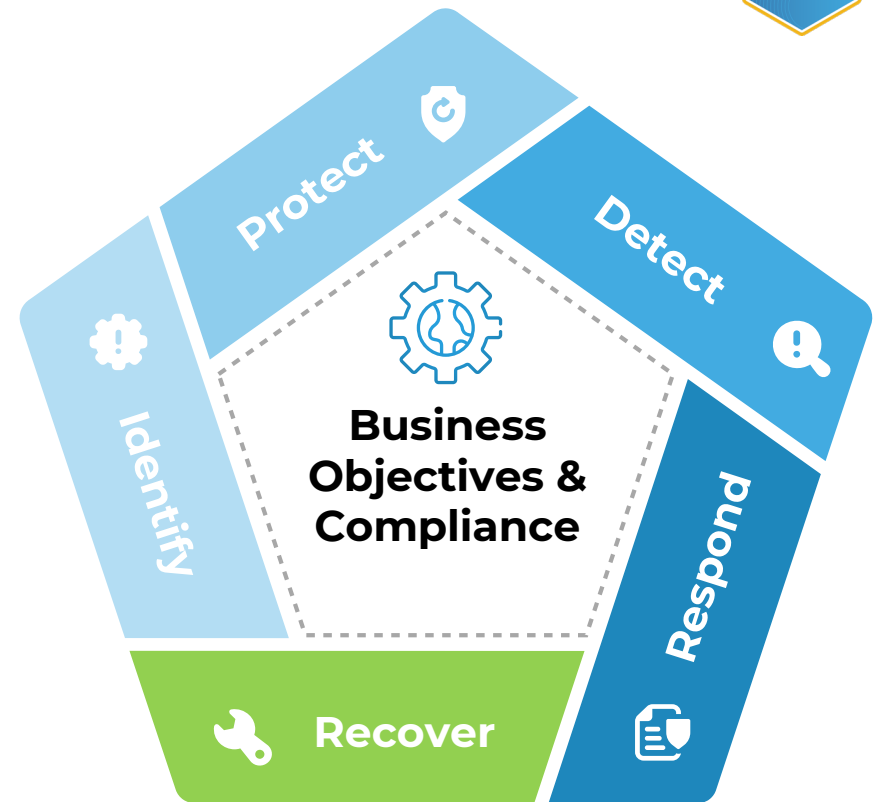 Protect
Detect
Identify
Business
Objectives &
Compliance
Respond
Recover